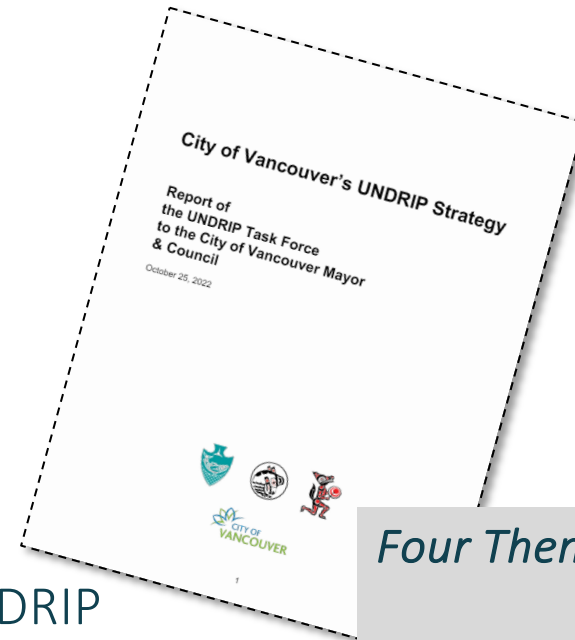 City of Vancouver's UNDRIP Strategy
Report of
the UNDRIP Task Force
to the City of Vancouver Mayor
& Council
October 25, 2022
CITY OF
VANCOUVER
1
Four Them
DRIP